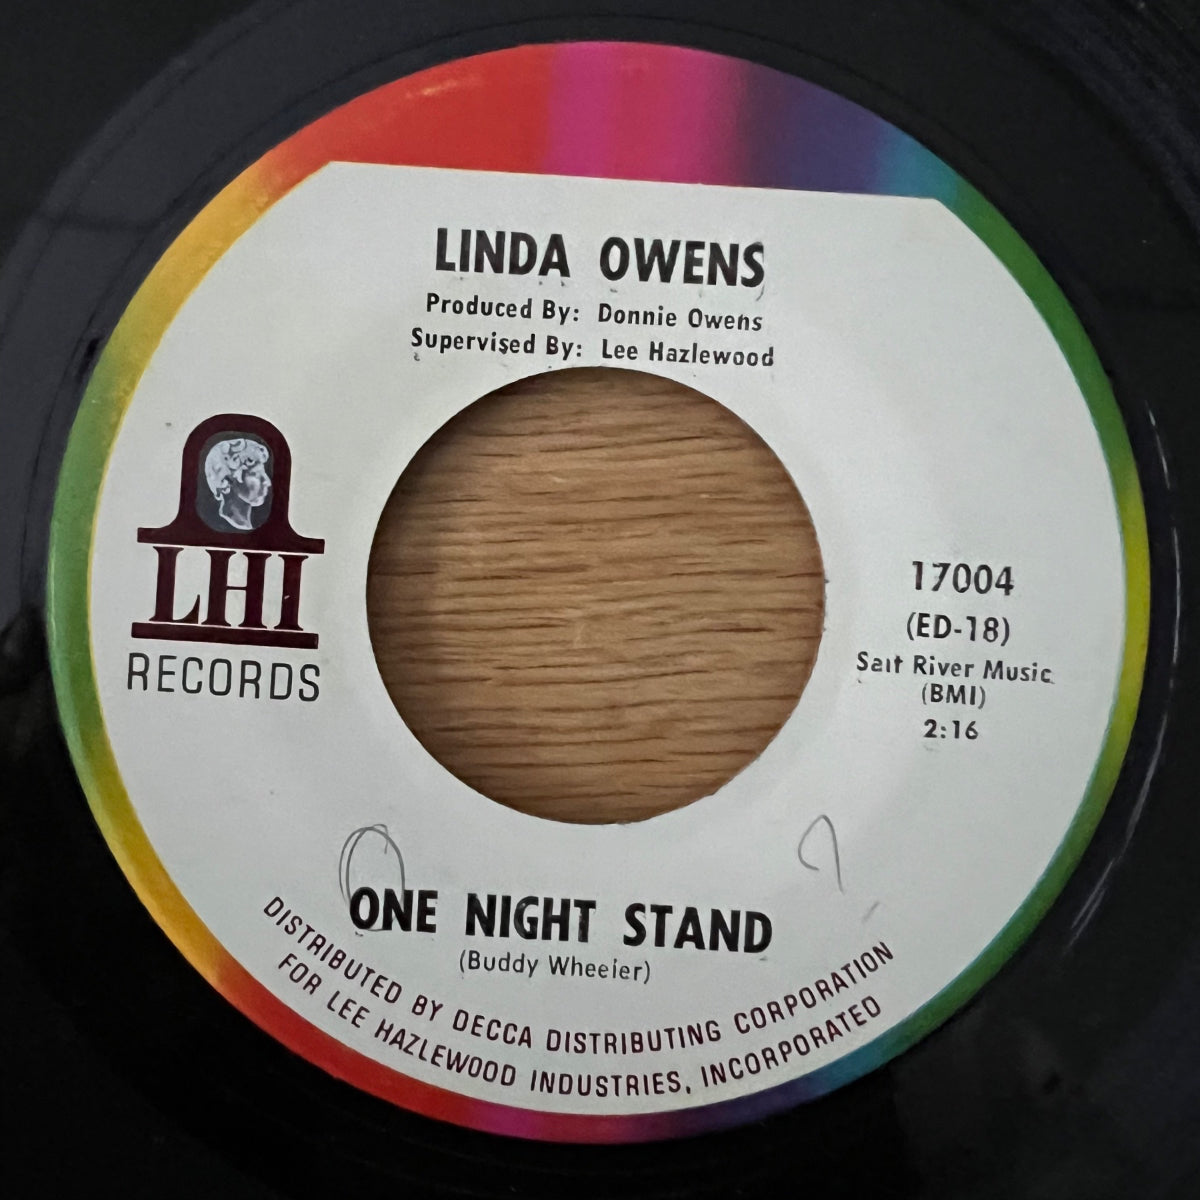 LINDA OWENS
Produced By: Donnie Owens
Supervised By: Lee Hazlewood
LHI
RECORDS
17004
(ED-18)
Salt River Music
(BMI)
2:16
ONE NIGHT STAND
(Buddy Wheeler)
DISTRIBUTED BY DECCA DISTRIBUTING CORPORATION
FOR LEE HAZLEWOOD INDUSTRIES, INCORPORATED